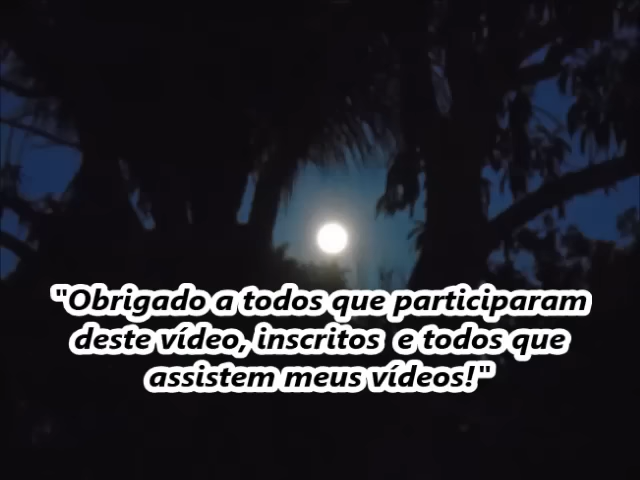 "Obrigado a todos que participaram
deste vídeo, inscritos e todos que
assistem meus vídeos!"